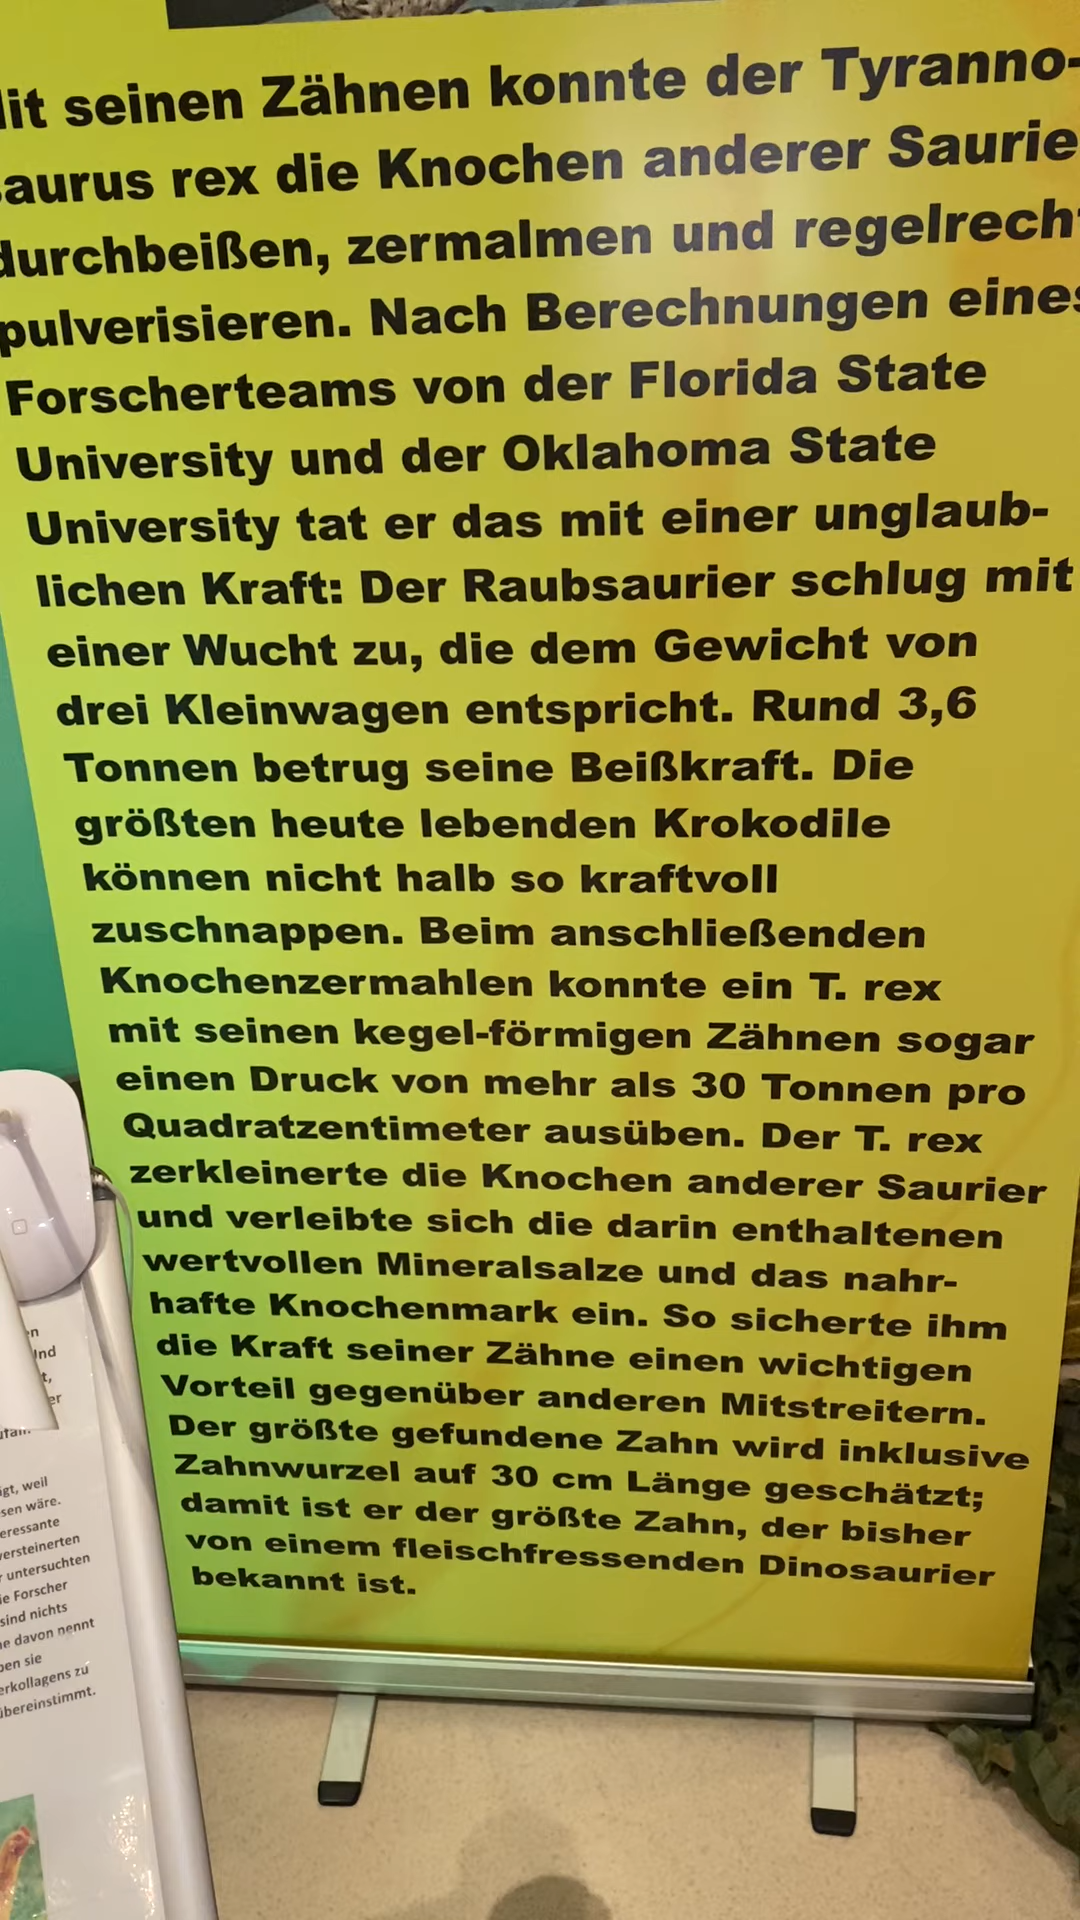 seinen Zähnen konnte der Tyranno-
saurus rex die Knochen anderer Saurie
durchbeißen, zermalmen und regelrech
pulverisieren. Nach Berechnungen eines
Forscherteams von der Florida State
University und der Oklahoma State
University tat er das mit einer unglaub-
lichen Kraft: Der Raubsaurier schlug mit
einer Wucht zu, die dem Gewicht von
drei Kleinwagen entspricht. Rund 3,6
Tonnen betrug seine Beißkraft. Die
größten heute lebenden Krokodile
können nicht halb so kraftvoll
zuschnappen. Beim anschließenden
Knochenzermahlen konnte ein T. rex
mit seinen kegel-förmigen Zähnen sogar
einen Druck von mehr als 30 Tonnen pro
Quadratzentimeter ausüben. Der T. rex
zerkleinerte die Knochen anderer Saurier
und verleibte sich die darin enthaltenen
wertvollen Mineralsalze und das nahr-
hafte Knochenmark ein. So sicherte ihm
die Kraft seiner Zähne einen wichtigen
Vorteil gegenüber anderen Mitstreitern.
Der größte gefundene Zahn wird inklusive
Zahnwurzel auf 30 cm Länge geschätzt;
damit ist er der größte Zahn, der bisher
von einem fleischfressenden Dinosaurier
bekannt ist.
weil
sen wäre.
eressante
versteinerten
untersuchten
ie Forscher
sind nichts
davon nennt
sie
erkollagens zu
übereinstimmt.